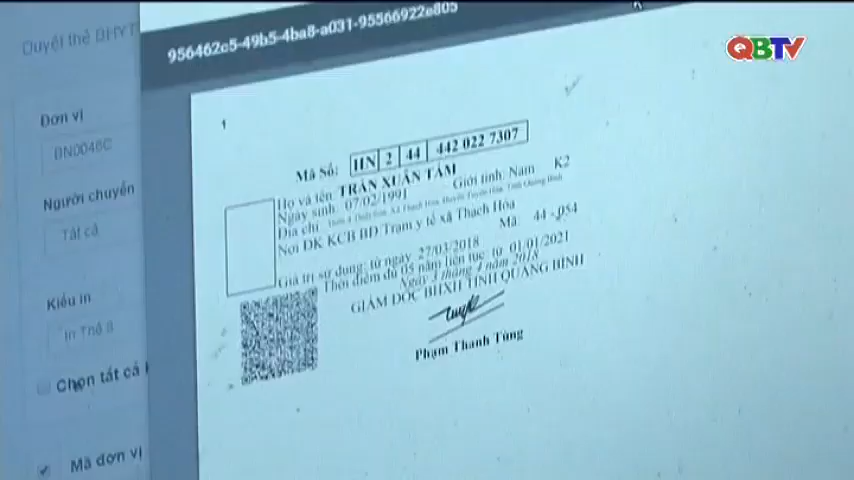 956462c5-49b5-4ba8-a031-95566922e805
QBTV
Duyệt thẻ BHYT
Đơn vị
BN0046C
Người chuyển
Tất cả
Kiểu in
In Thẻ
Chọn tất cả
Mã đơn vị
1
Mã Số: HN 2 44 442 022 7307
Họ và tên TRẦN XUÂN TÁM
Ngày sinh 07/02/1991 Giới tính: Nam K2
Địa chỉ
Nơi ĐK KCB BĐ Trạm y tế xã Thạch Hóa
Mã: 44 - 054
Giá trị sử dụng: từ ngày 27/03/2018
Thời điểm đủ 05 năm liên tục từ 01/01/2021
Ngày 3 tháng 4 năm 2018
GIÁM ĐỐC BHXH TỈNH QUẢNG BÌNH
Phạm Thanh Tùng